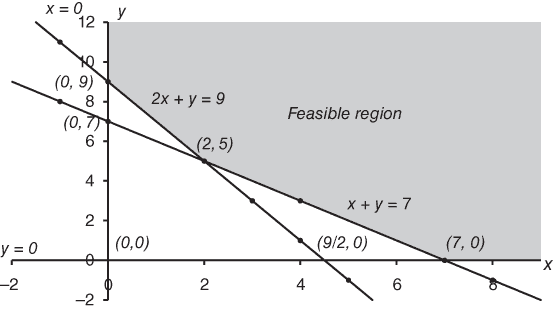 x = 0
12
y
10
(0, 9)
8
2x + y = 9
Feasible region
(0, 7)
6
(2, 5)
4
x + y = 7
2
y = 0
(0,0)
(9/2, 0)
(7, 0)
0
x
−2
0
2
4
6
8
−2